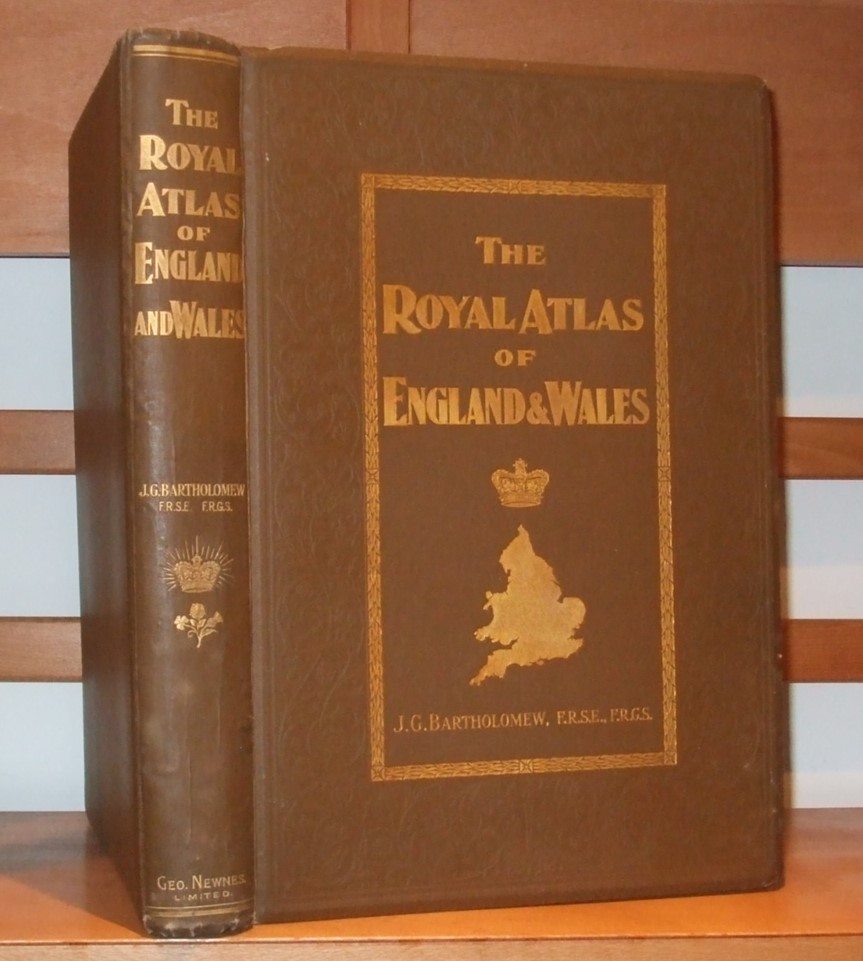 THE
ROYAL
ATLAS
OF
ENGLAND
AND WALES
J.G. BARTHOLOMEW
F.R.S.E. F.R.G.S.
GEO. NEWNES
LIMITED.
THE
ROYAL ATLAS
OF
ENGLAND & WALES
J.G. BARTHOLOMEW, F.R.S.E., F.R.G.S.